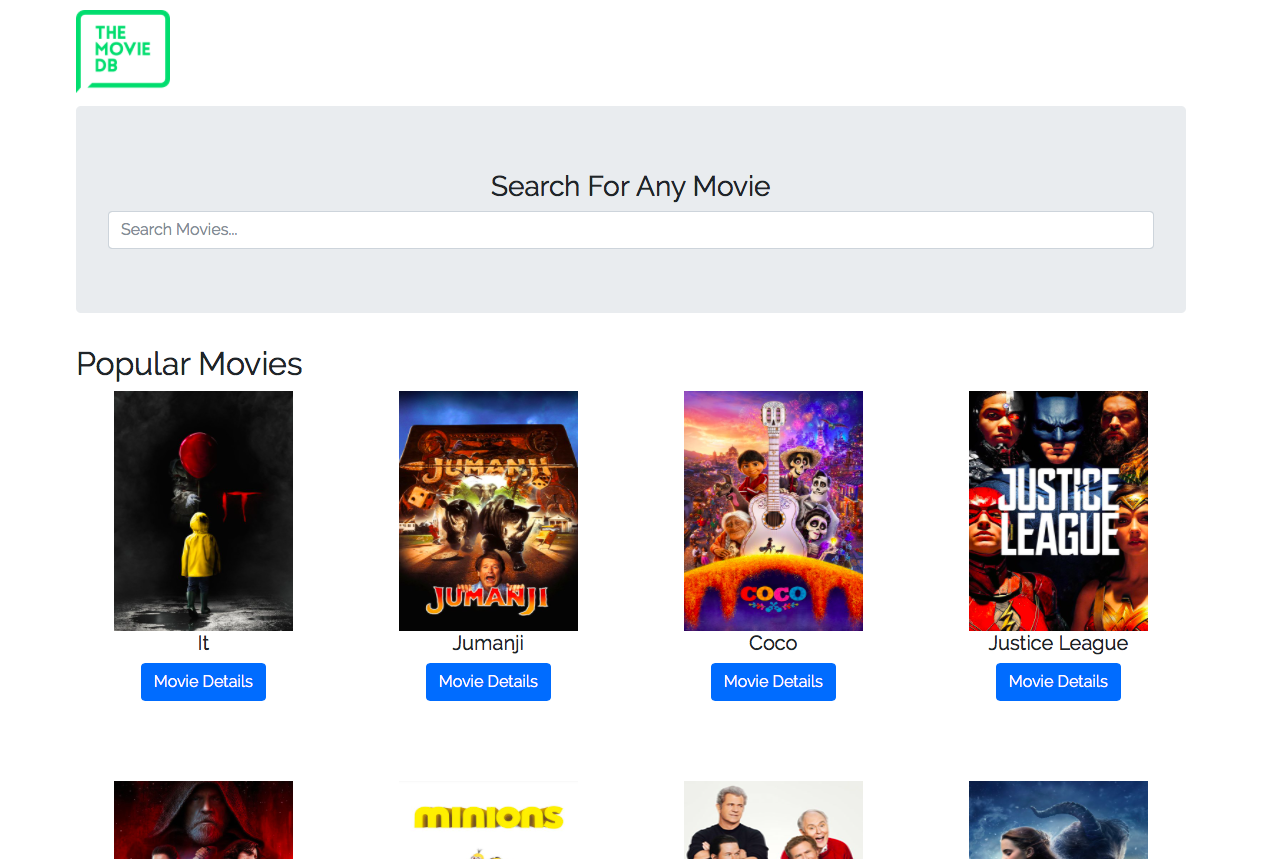 THE
MOVIE
DB
Search For Any Movie
Search Movies...
Popular Movies
JUMANJI
JUMANJI
COCO
JUSTICE
LEAGUE
IT
It
Jumanji
Coco
Justice League
Movie Details
Movie Details
Movie Details
Movie Details
minions